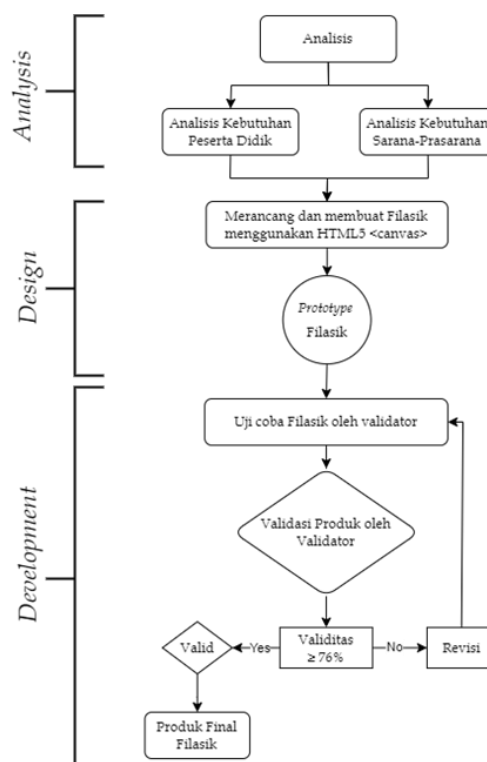 Analysis
Analisis
Analisis Kebutuhan
Peserta Didik
Analisis Kebutuhan
Sarana-Prasarana
Design
Merancang dan membuat Filasik
menggunakan HTML5 <canvas>
Prototype
Filasik
Development
Uji coba Filasik oleh validator
Validasi Produk oleh
Validator
Valid
Yes
Validitas
≥ 76%
No
Revisi
Produk Final
Filasik